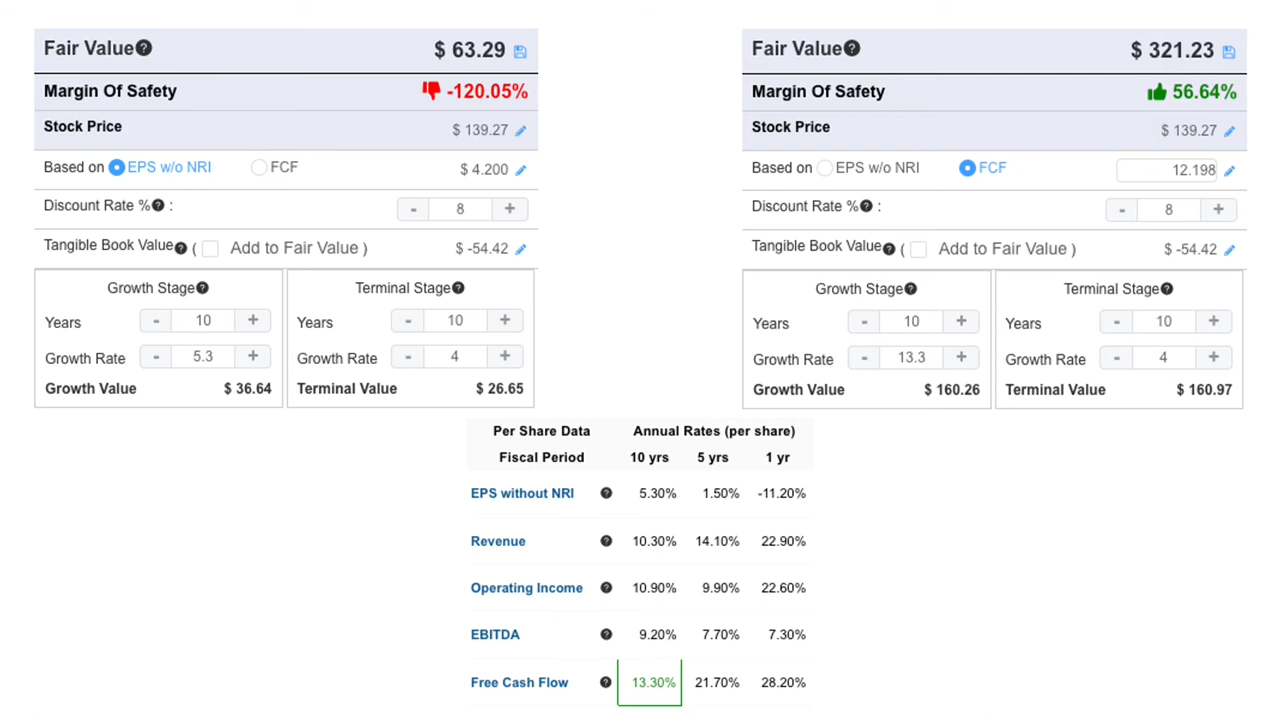 Fair Value $ 63.29
Margin Of Safety -120.05%
Stock Price $ 139.27
Based on EPS w/o NRI FCF $ 4.200
Discount Rate % : - 8 +
Tangible Book Value ( Add to Fair Value ) $ -54.42
Growth Stage Terminal Stage
Years - 10 + Years - 10 +
Growth Rate - 5.3 + Growth Rate - 4 +
Growth Value $ 36.64 Terminal Value $ 26.65
Fair Value $ 321.23
Margin Of Safety 56.64%
Stock Price $ 139.27
Based on EPS w/o NRI FCF 12.198
Discount Rate % : - 8 +
Tangible Book Value ( Add to Fair Value ) $ -54.42
Growth Stage Terminal Stage
Years - 10 + Years - 10 +
Growth Rate - 13.3 + Growth Rate - 4 +
Growth Value $ 160.26 Terminal Value $ 160.97
Per Share Data Annual Rates (per share)
Fiscal Period 10 yrs 5 yrs 1 yr
EPS without NRI 5.30% 1.50% -11.20%
Revenue 10.30% 14.10% 22.90%
Operating Income 10.90% 9.90% 22.60%
EBITDA 9.20% 7.70% 7.30%
Free Cash Flow 13.30% 21.70% 28.20%